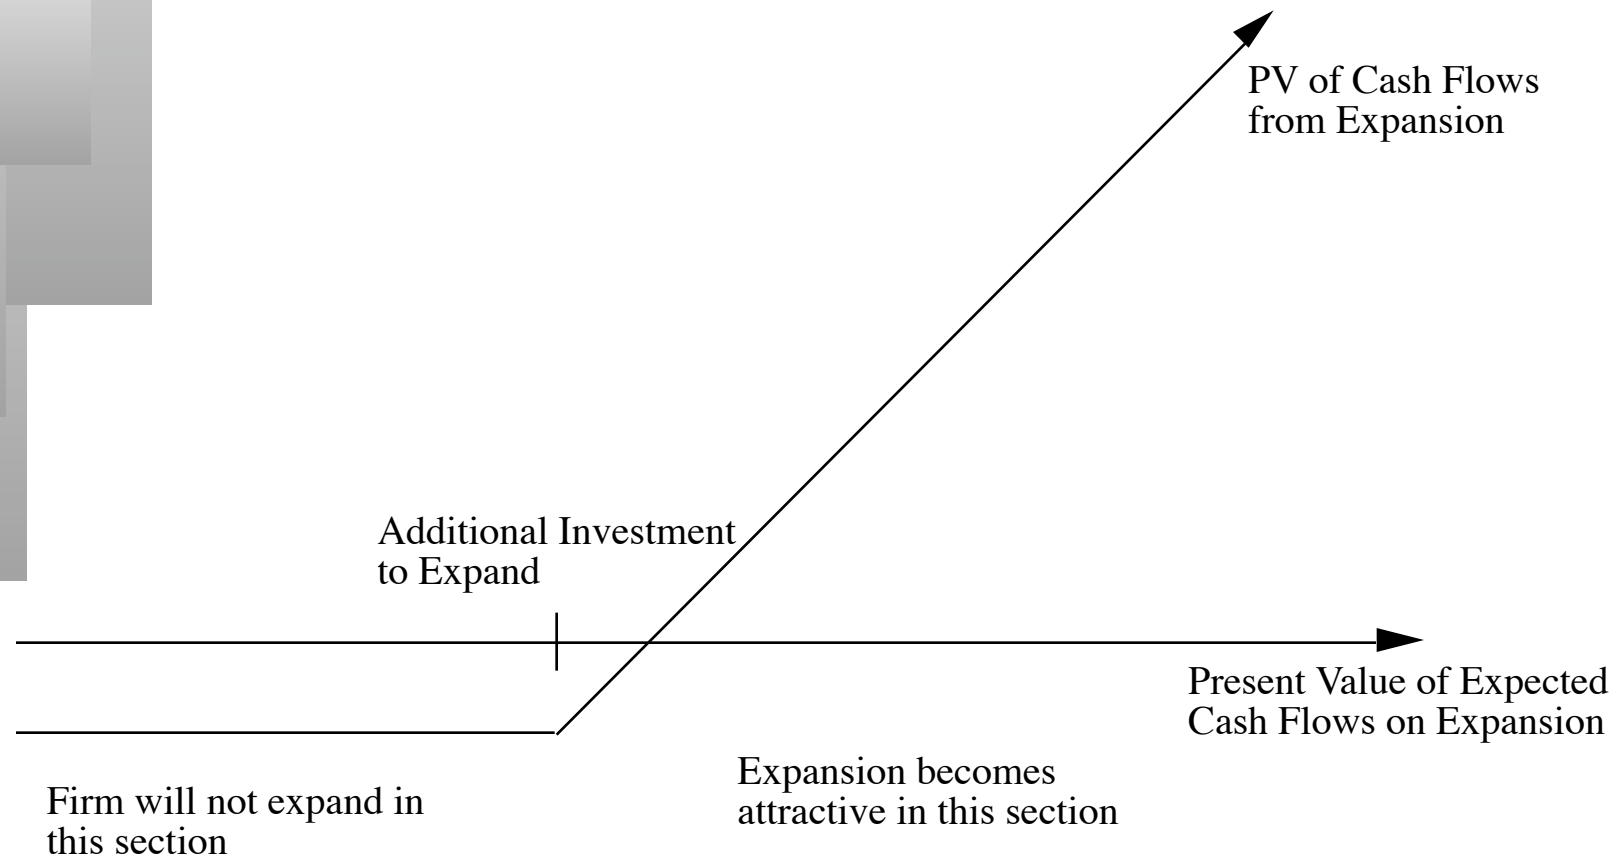 PV of Cash Flows
from Expansion
Additional Investment
to Expand
Present Value of Expected
Cash Flows on Expansion
Expansion becomes
attractive in this section
Firm will not expand in
this section